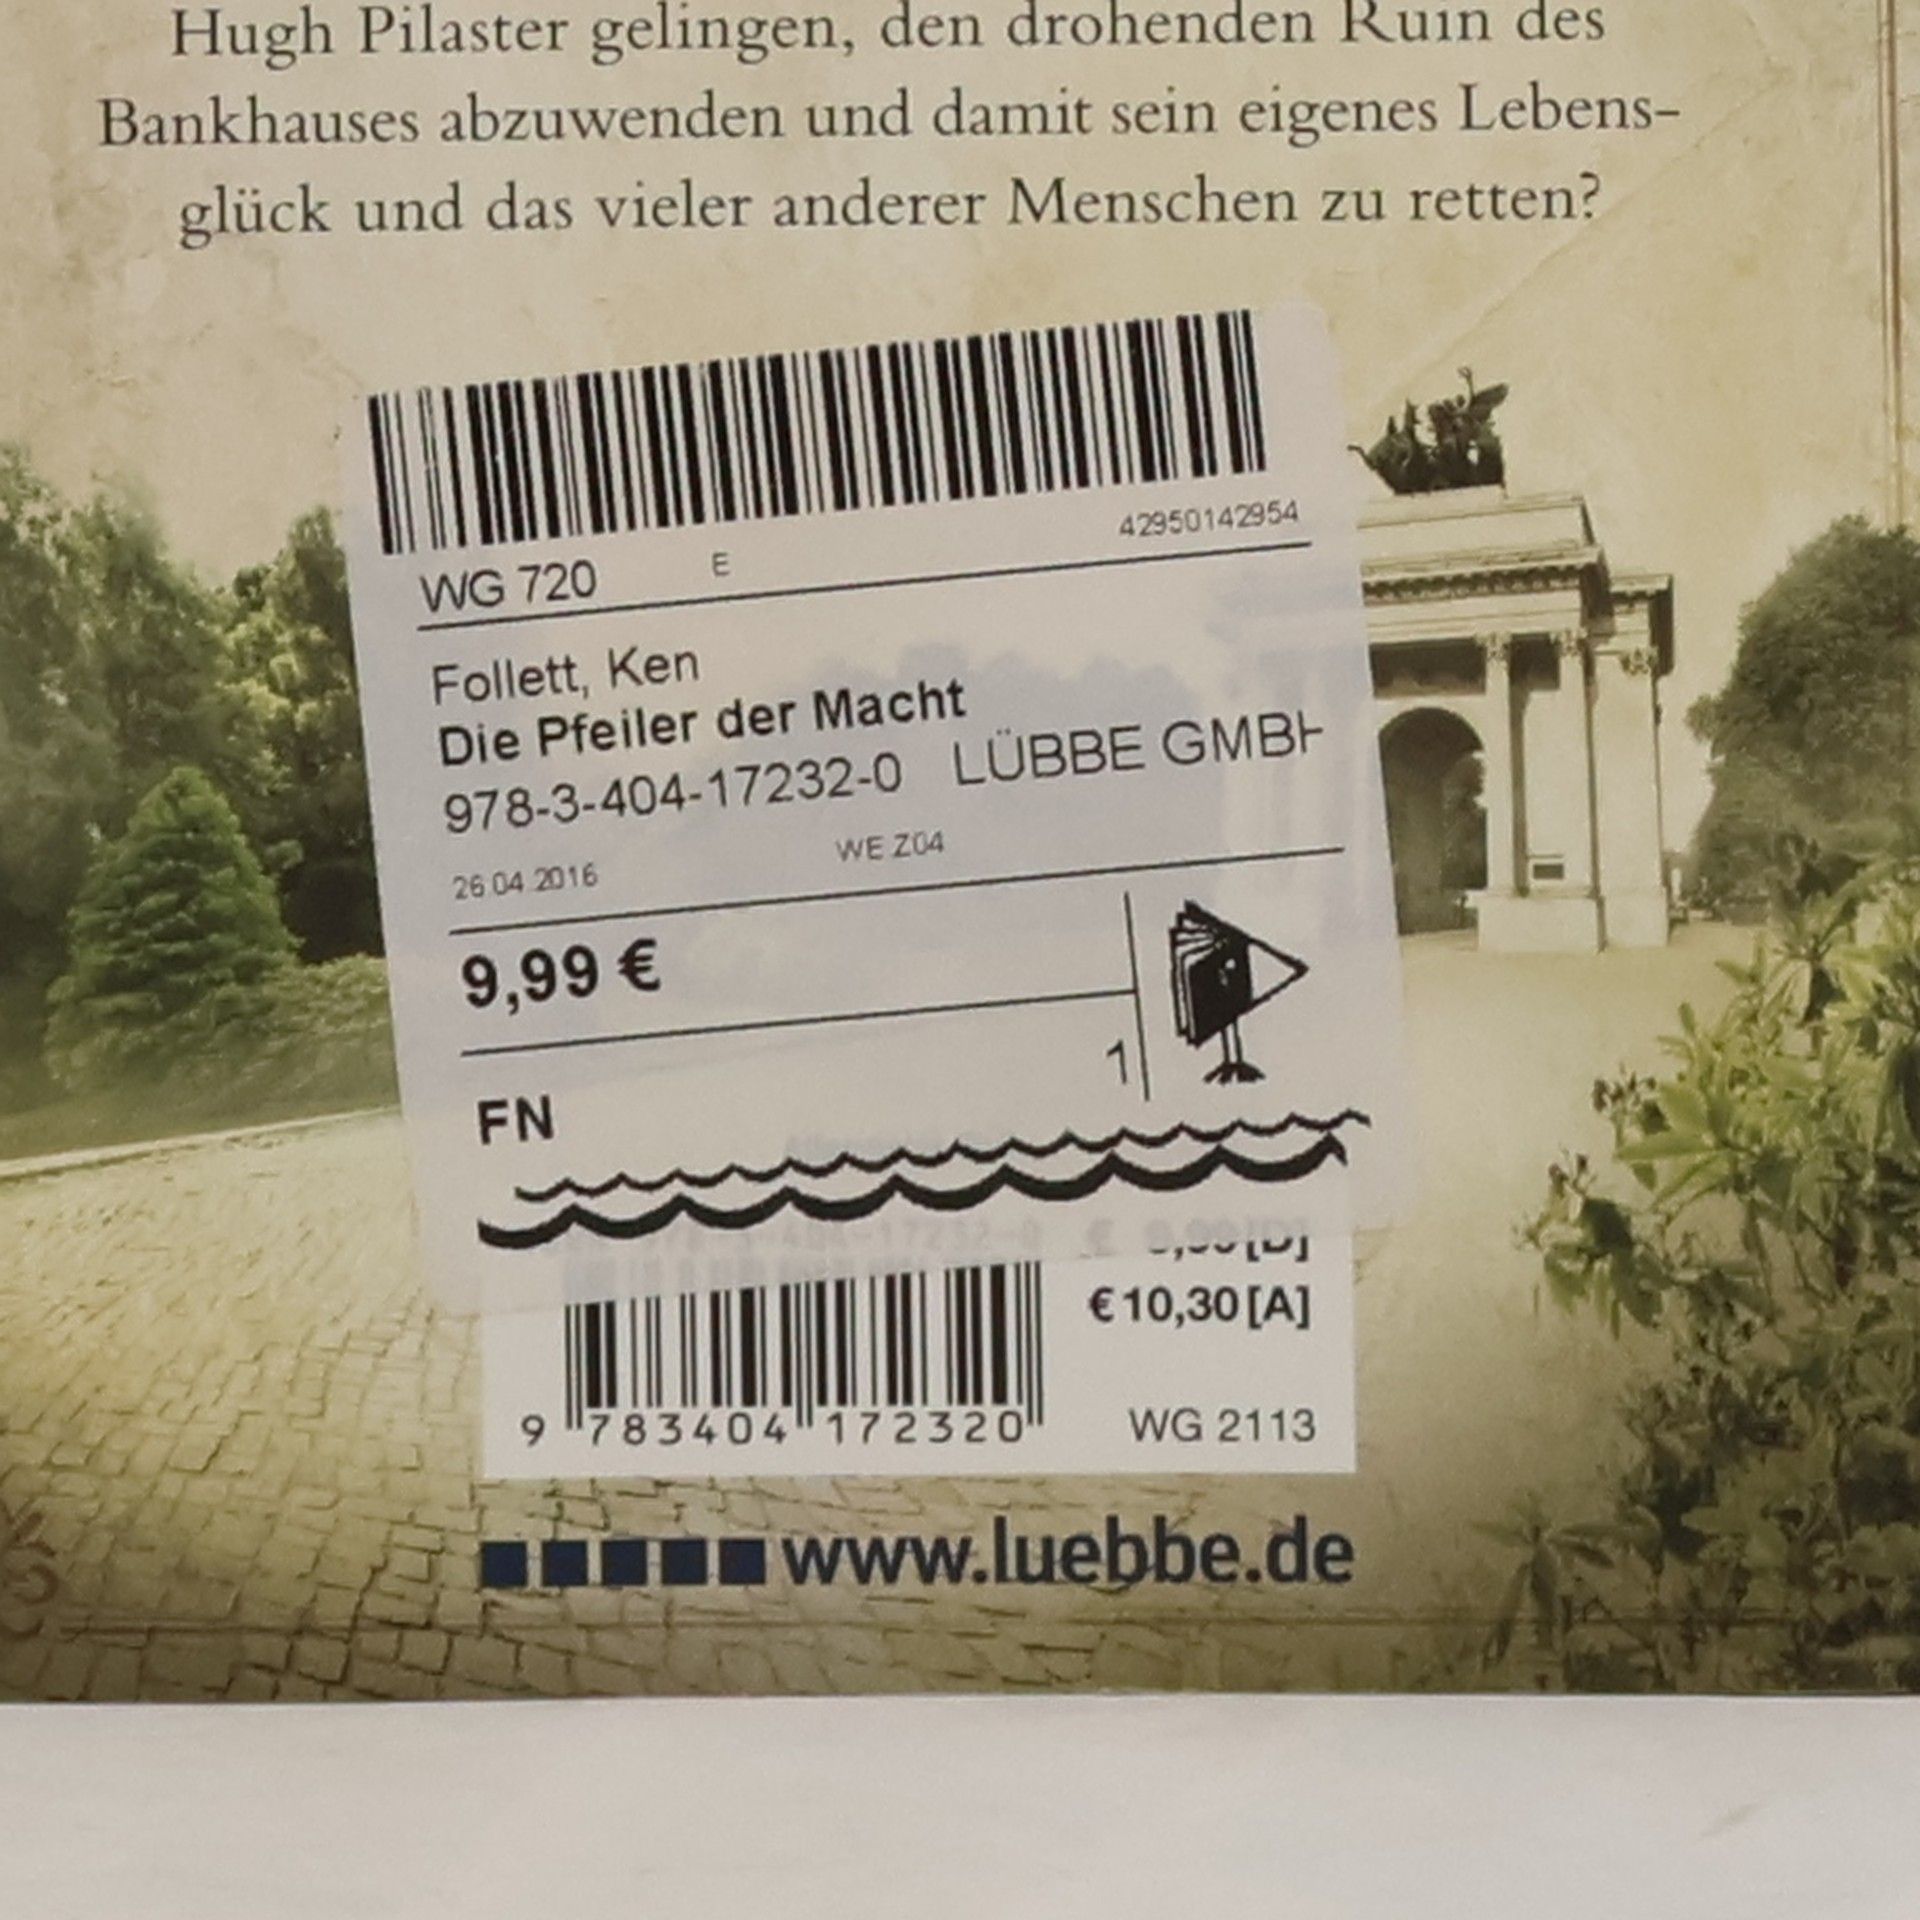 Hugh Pilaster gelingen, den drohenden Ruin des
Bankhauses abzuwenden und damit sein eigenes Lebens-
glück und das vieler anderer Menschen zu retten?
42950142954
WG 720 E
Follett, Ken
Die Pfeiler der Macht
978-3-404-17232-0 LÜBBE GMBH
26.04.2016 WE Z04
9,99 €
1
FN
€ 9,99 [D]
€ 10,30 [A]
9 783404 172320 WG 2113
www.luebbe.de